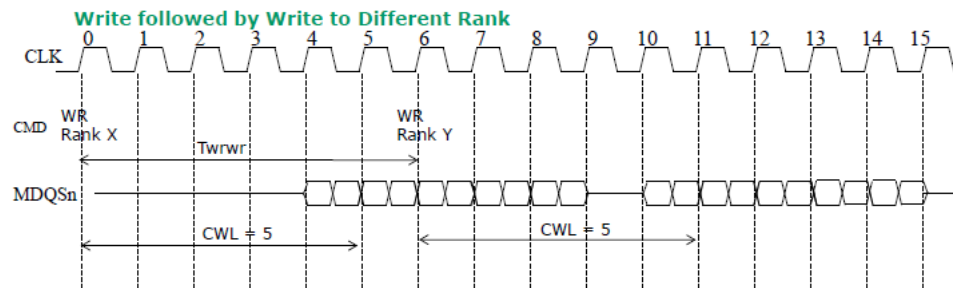 Write followed by Write to Different Rank
0 1 2 3 4 5 6 7 8 9 10 11 12 13 14 15
CLK
CMD
WR
Rank X
WR
Rank Y
Twrwr
MDQSn
CWL = 5
CWL = 5